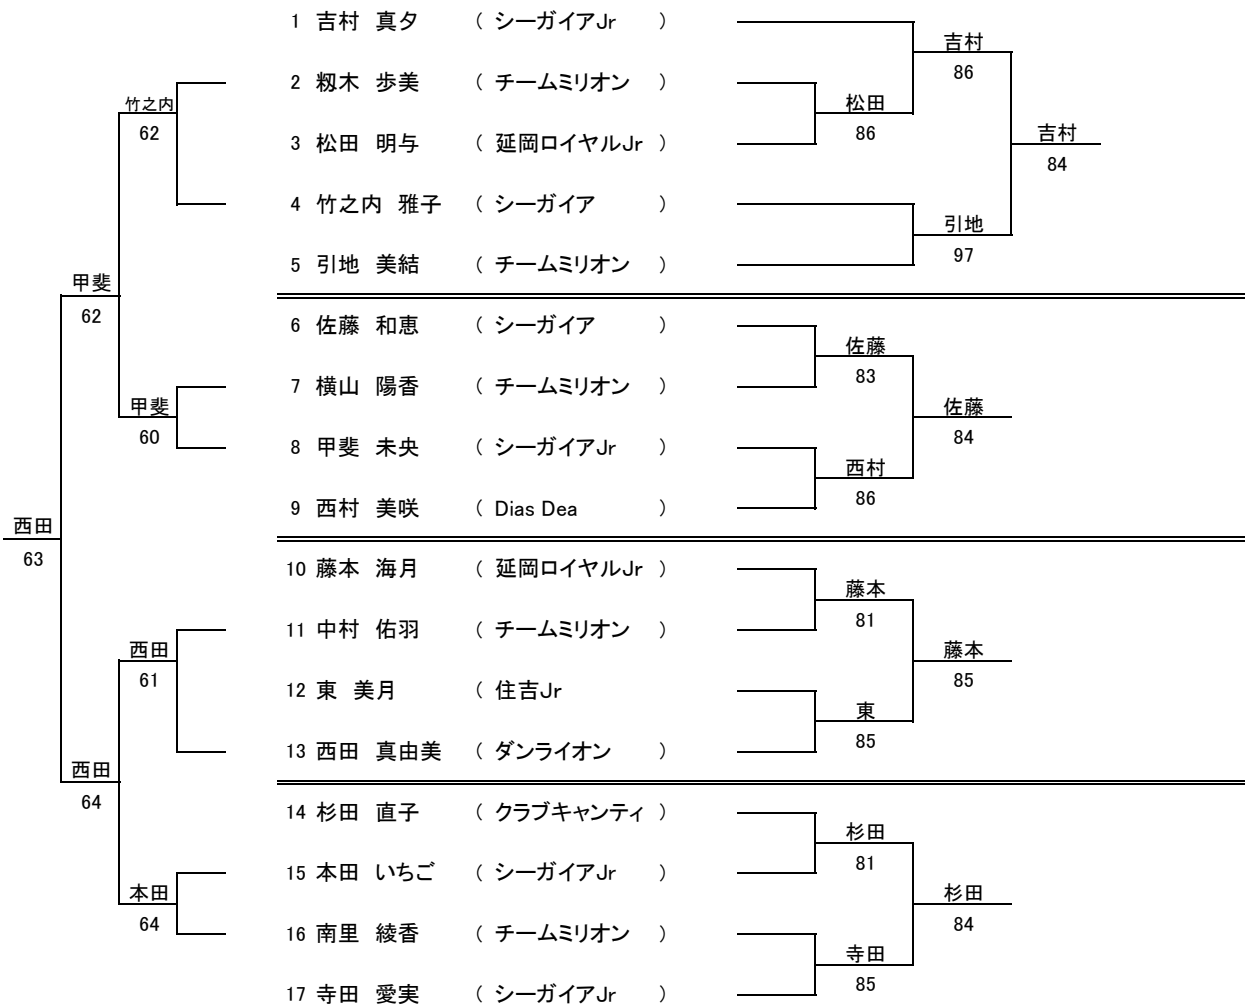 1 吉村 真夕 ( シーガイアJr )
吉村
86
2 籾木 歩美 ( チームミリオン )
竹之内
62
松田
86
3 松田 明与 ( 延岡ロイヤルJr )
吉村
84
4 竹之内 雅子 ( シーガイア )
引地
97
5 引地 美結 ( チームミリオン )
甲斐
62
6 佐藤 和恵 ( シーガイア )
佐藤
83
7 横山 陽香 ( チームミリオン )
甲斐
60
佐藤
84
8 甲斐 未央 ( シーガイアJr )
西村
86
9 西村 美咲 ( Dias Dea )
西田
63
10 藤本 海月 ( 延岡ロイヤルJr )
藤本
81
11 中村 佑羽 ( チームミリオン )
西田
61
藤本
85
12 東 美月 ( 住吉Jr
東
85
13 西田 真由美 ( ダンライオン )
西田
64
14 杉田 直子 ( クラブキャンティ )
杉田
81
15 本田 いちご ( シーガイアJr )
本田
64
杉田
84
16 南里 綾香 ( チームミリオン )
寺田
85
17 寺田 愛実 ( シーガイアJr )